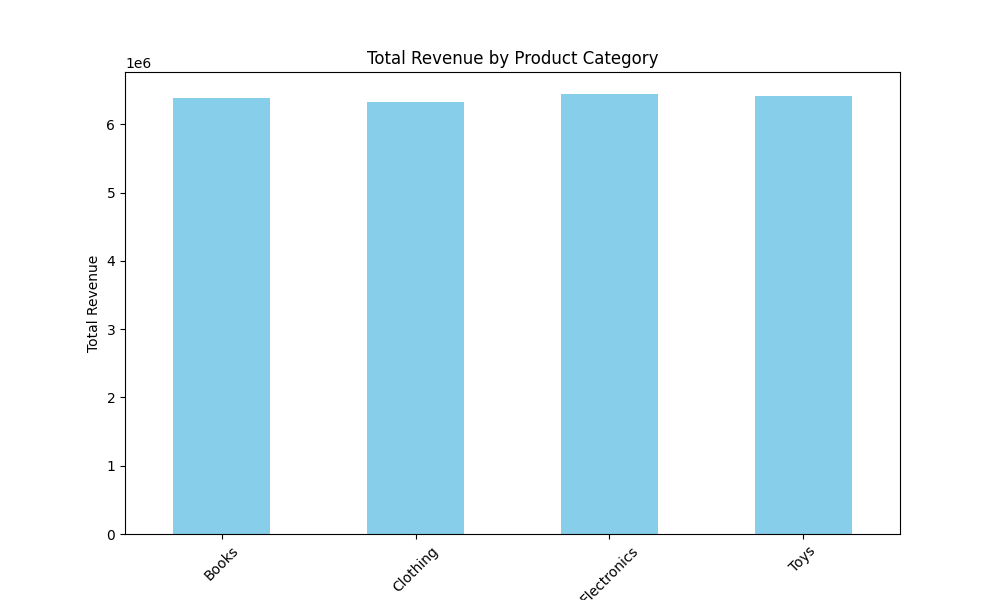 Total Revenue by Product Category
1e6
6
5
4
3
2
1
0
Total Revenue
Books
Clothing
Electronics
Toys